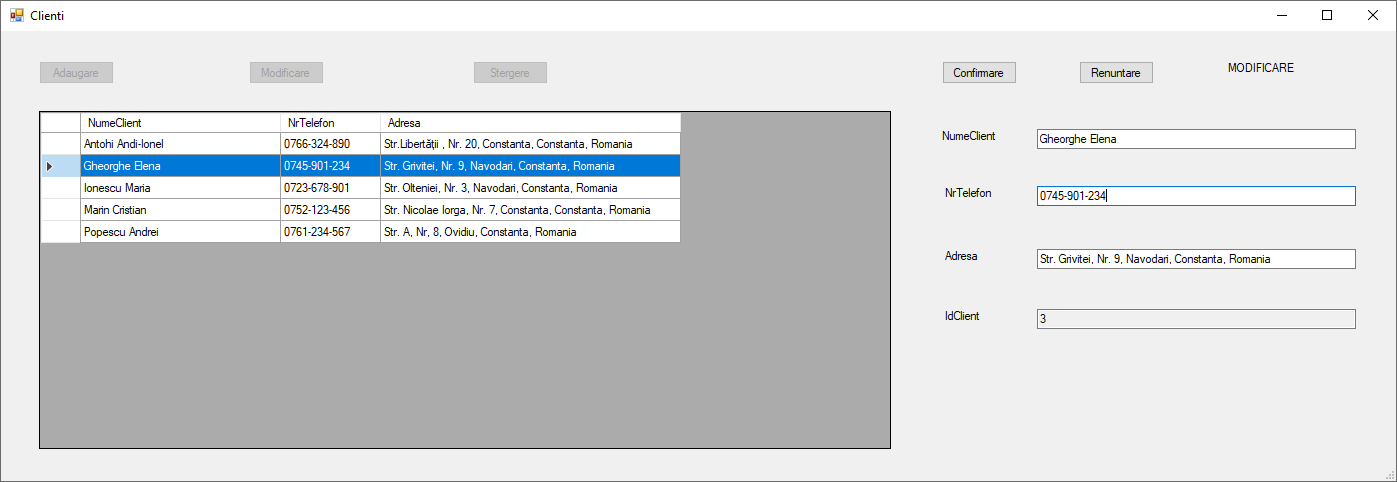 Clienti
Adaugare Modificare Stergere Confirmare Renuntare MODIFICARE
NumeClient NrTelefon Adresa
Antohi Andi-Ionel 0766-324-890 Str.Libertății , Nr. 20, Constanta, Constanta, Romania
Gheorghe Elena 0745-901-234 Str. Grivitei, Nr. 9, Navodari, Constanta, Romania
Ionescu Maria 0723-678-901 Str. Olteniei, Nr. 3, Navodari, Constanta, Romania
Marin Cristian 0752-123-456 Str. Nicolae Iorga, Nr. 7, Constanta, Constanta, Romania
Popescu Andrei 0761-234-567 Str. A, Nr, 8, Ovidiu, Constanta, Romania
NumeClient Gheorghe Elena
NrTelefon 0745-901-234
Adresa Str. Grivitei, Nr. 9, Navodari, Constanta, Romania
IdClient 3